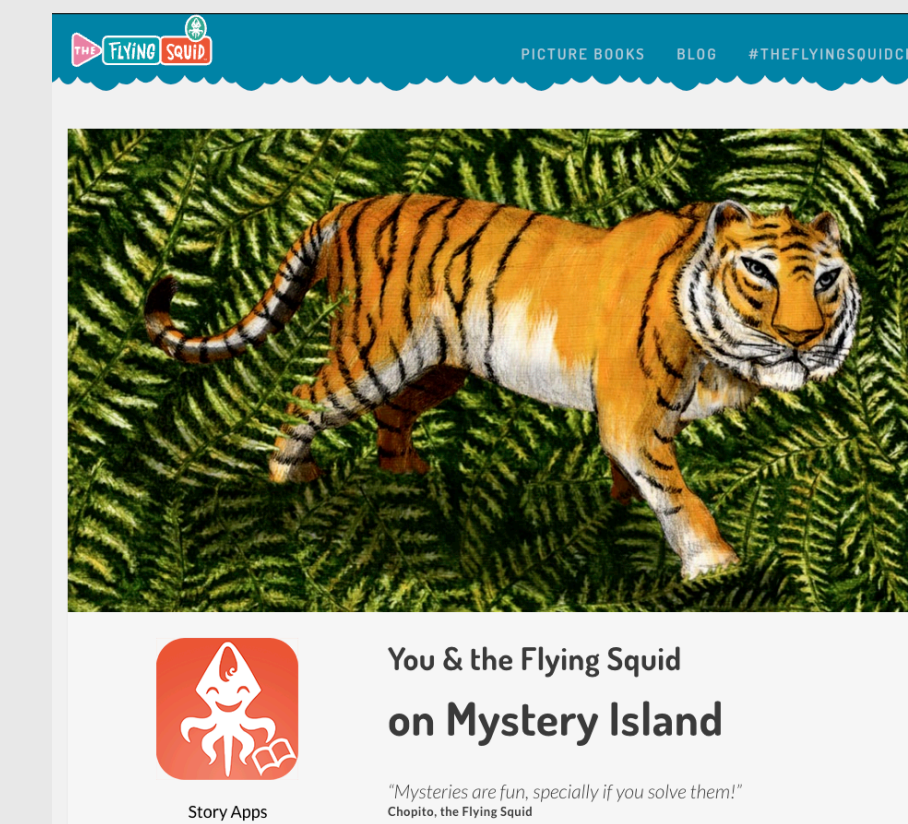 THE FLYING SQUID
PICTURE BOOKS BLOG #THEFLYINGSQUIDC
You & the Flying Squid
on Mystery Island
“Mysteries are fun, specially if you solve them!”
Chopito, the Flying Squid
Story Apps